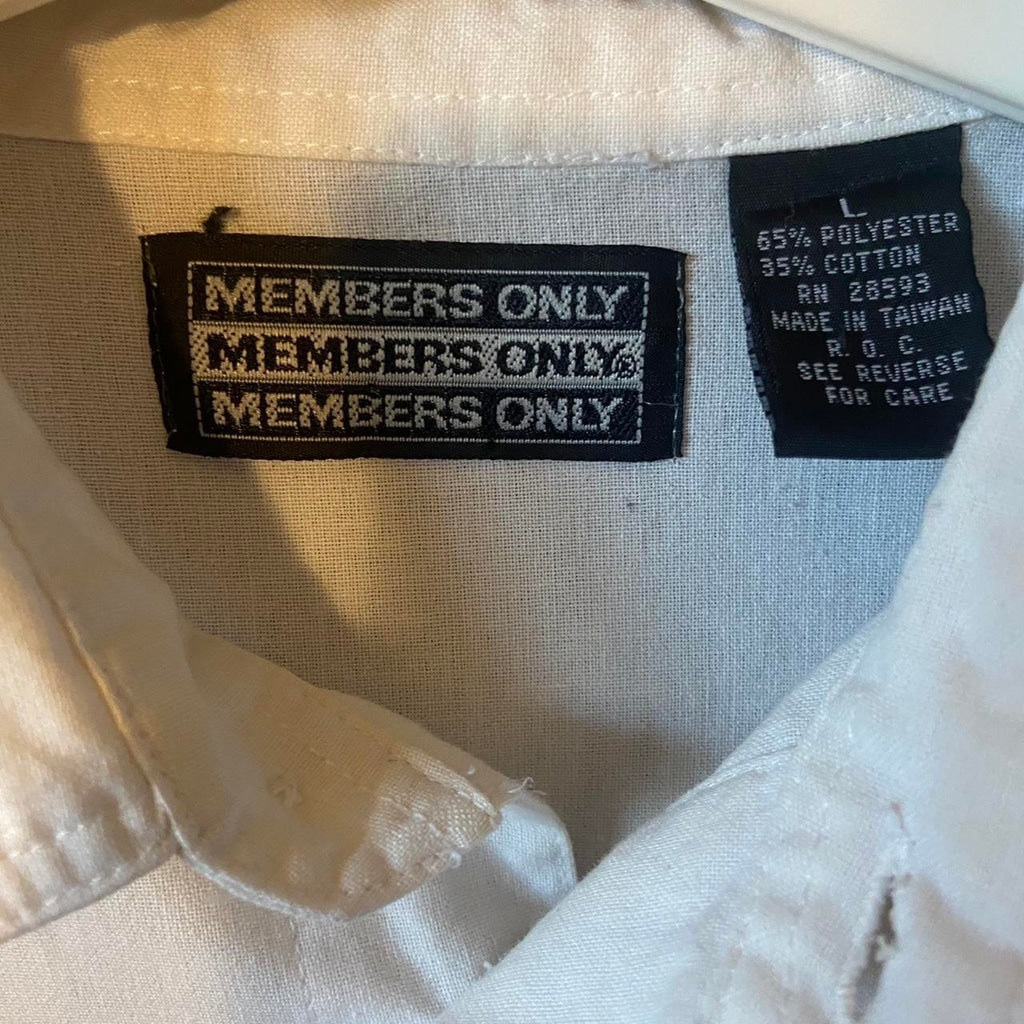 MEMBERS ONLY
MEMBERS ONLY®
MEMBERS ONLY
L
65% POLYESTER
35% COTTON
RN 28593
MADE IN TAIWAN
R. O. C.
SEE REVERSE
FOR CARE